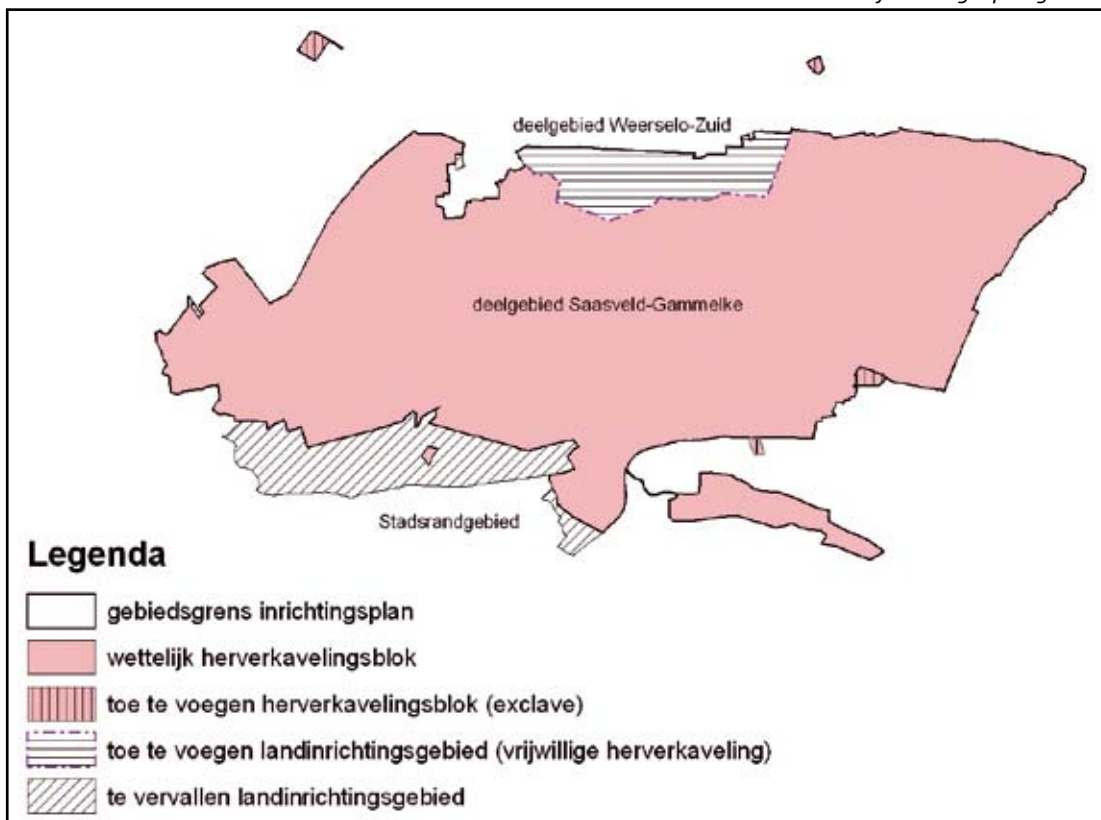 deelgebied Weerselo-Zuid
deelgebied Saasveld-Gammelke
Stadsrandgebied
Legenda
gebiedsgrens inrichtingsplan
wettelijk herverkavelingsblok
toe te voegen herverkavelingsblok (exclave)
toe te voegen landinrichtingsgebied (vrijwillige herverkaveling)
te vervallen landinrichtingsgebied